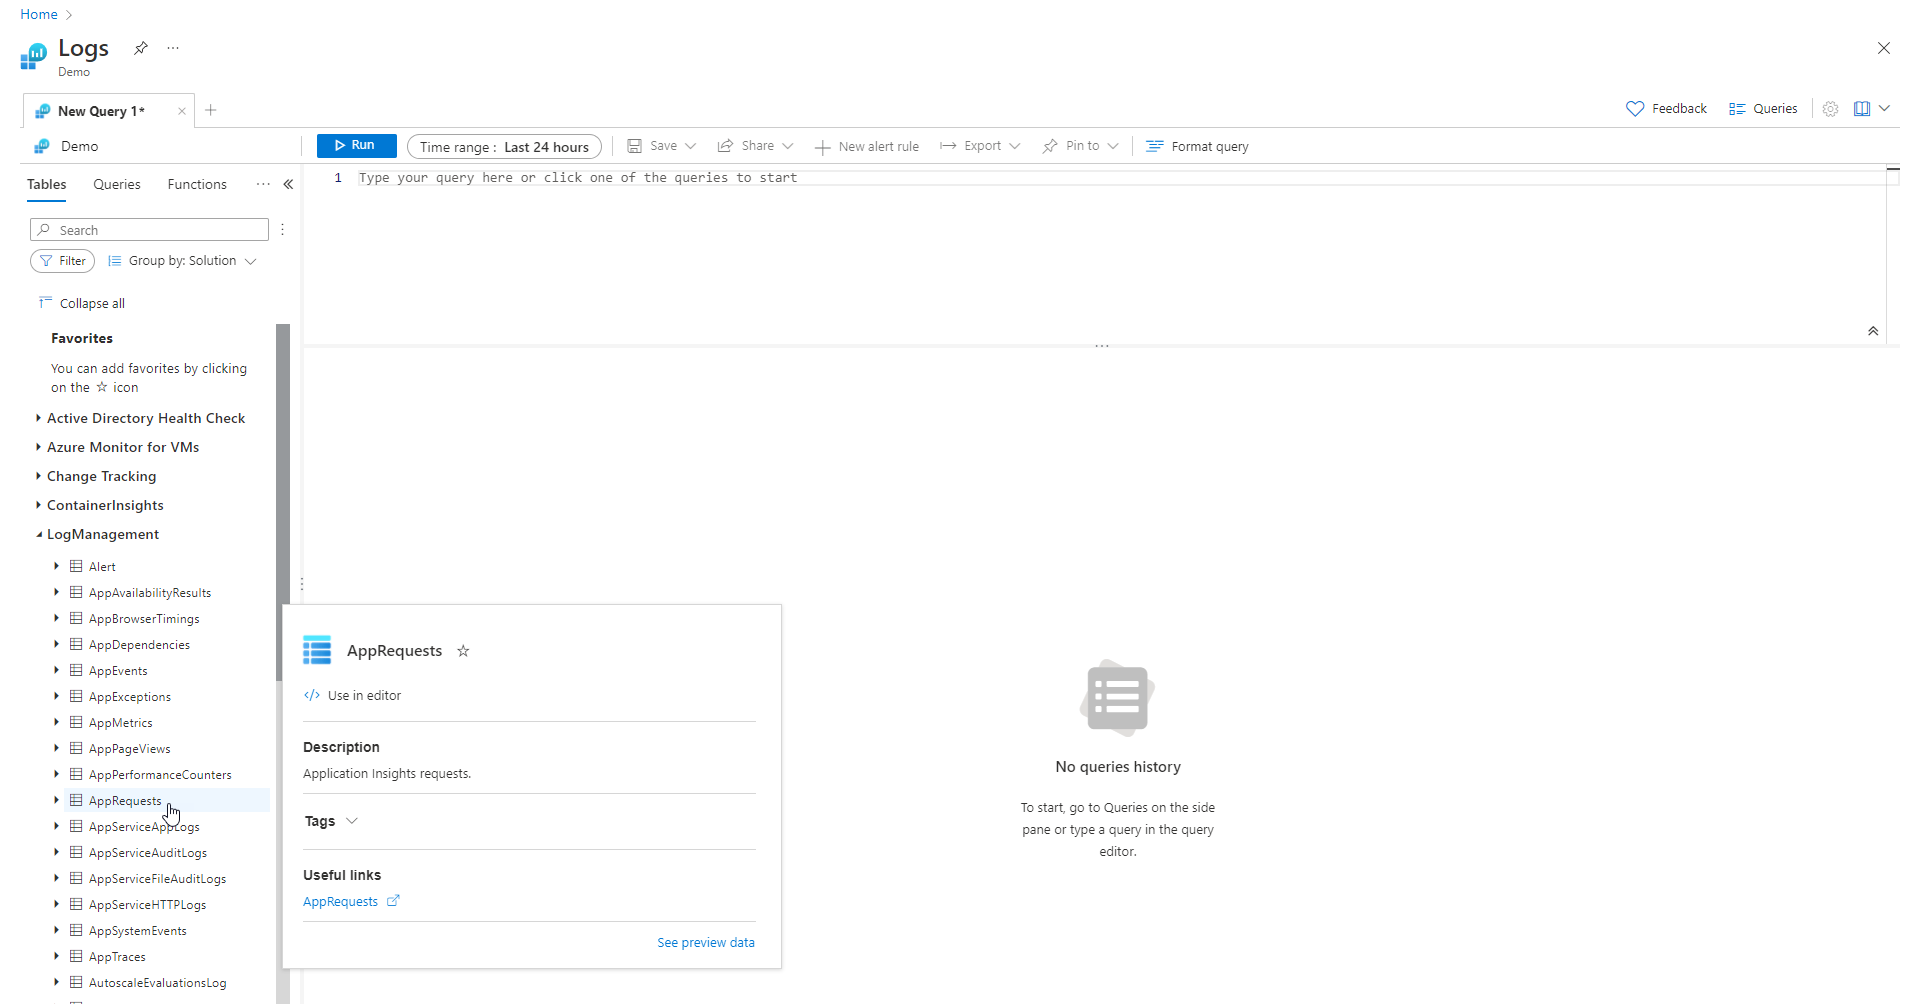 Home
Logs
Demo
New Query 1*
Feedback
Queries
Demo
Run
Time range : Last 24 hours
Save
Share
New alert rule
Export
Pin to
Format query
Tables
Queries
Functions
1
Type your query here or click one of the queries to start
Search
Filter
Group by: Solution
Collapse all
Favorites
You can add favorites by clicking
on the ☆ icon
Active Directory Health Check
Azure Monitor for VMs
Change Tracking
ContainerInsights
LogManagement
Alert
AppAvailabilityResults
AppBrowserTimings
AppDependencies
AppEvents
AppExceptions
AppMetrics
AppPageViews
AppPerformanceCounters
AppRequests
AppServiceAppLogs
AppServiceAuditLogs
AppServiceFileAuditLogs
AppServiceHTTPLogs
AppSystemEvents
AppTraces
AutoscaleEvaluationsLog
AppRequests
</> Use in editor
Description
Application Insights requests.
Tags
Useful links
AppRequests
See preview data
No queries history
To start, go to Queries on the side
pane or type a query in the query
editor.